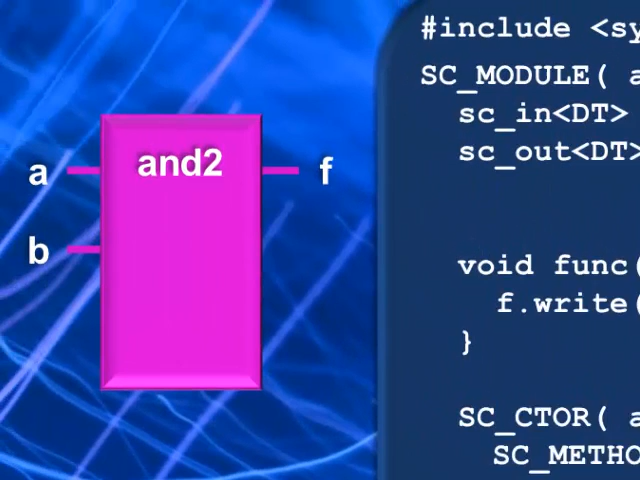 a
b
and2
f
#include <sy
SC_MODULE( a
sc_in<DT>
sc_out<DT>
void func(
f.write(
}
SC_CTOR( a
SC_METHO